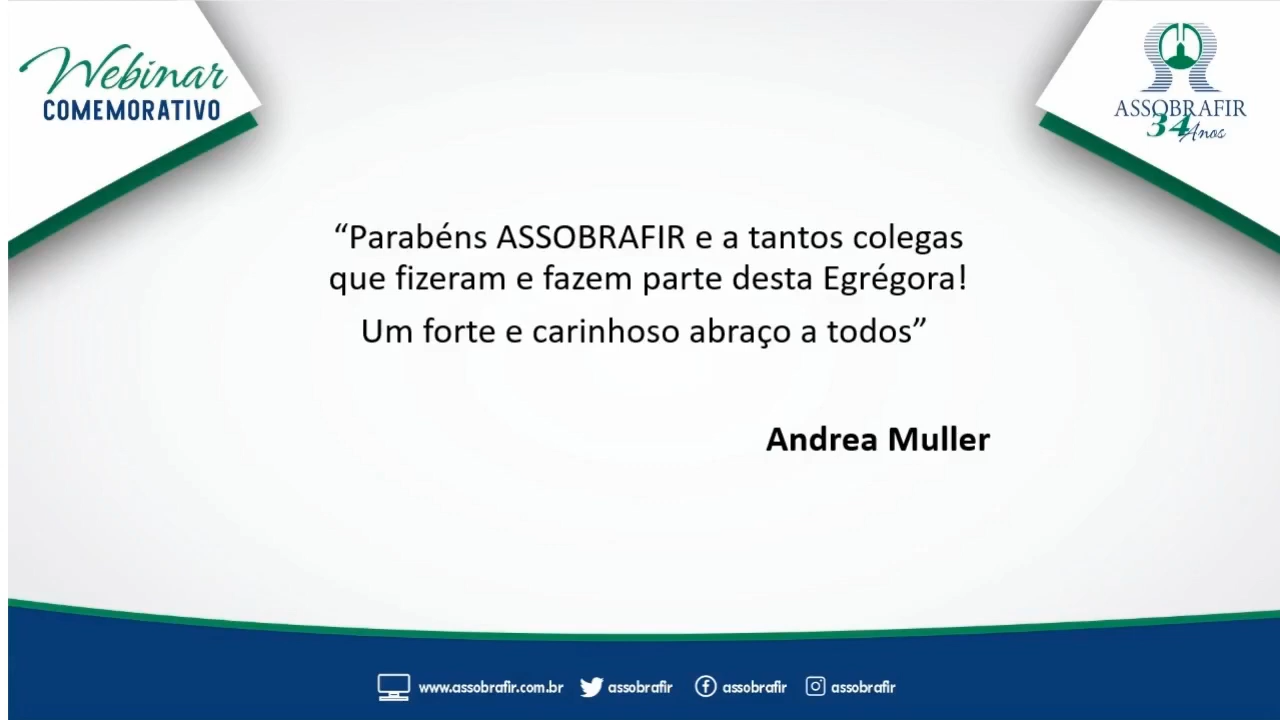 Webinar
COMEMORATIVO
ASSOBRAFIR
34 Anos
“Parabéns ASSOBRAFIR e a tantos colegas
que fizeram e fazem parte desta Egrégora!
Um forte e carinhoso abraço a todos”
Andrea Muller
www.assobrafir.com.br assobrafir assobrafir assobrafir